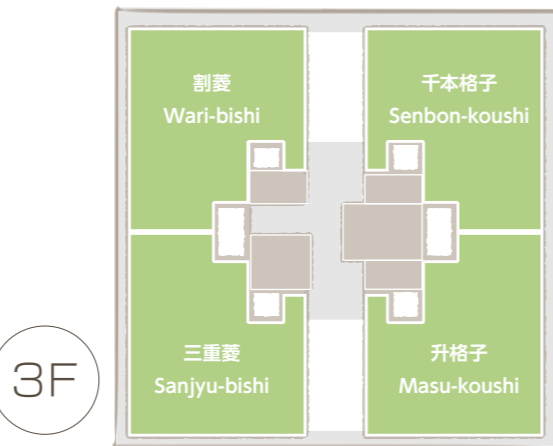 割菱
Wari-bishi
千本格子
Senbon-koushi
三重菱
Sanjyu-bishi
升格子
Masu-koushi
3F